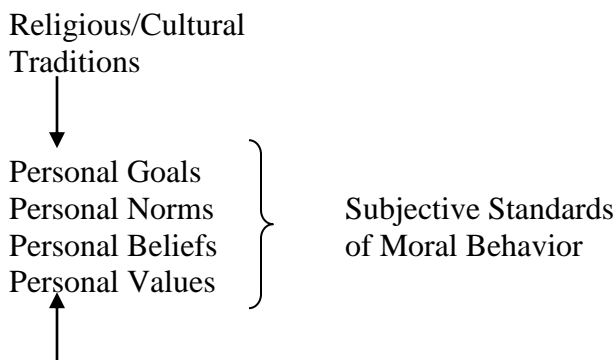 Religious/Cultural
Traditions
Personal Goals
Personal Norms
Personal Beliefs
Personal Values
Subjective Standards
of Moral Behavior